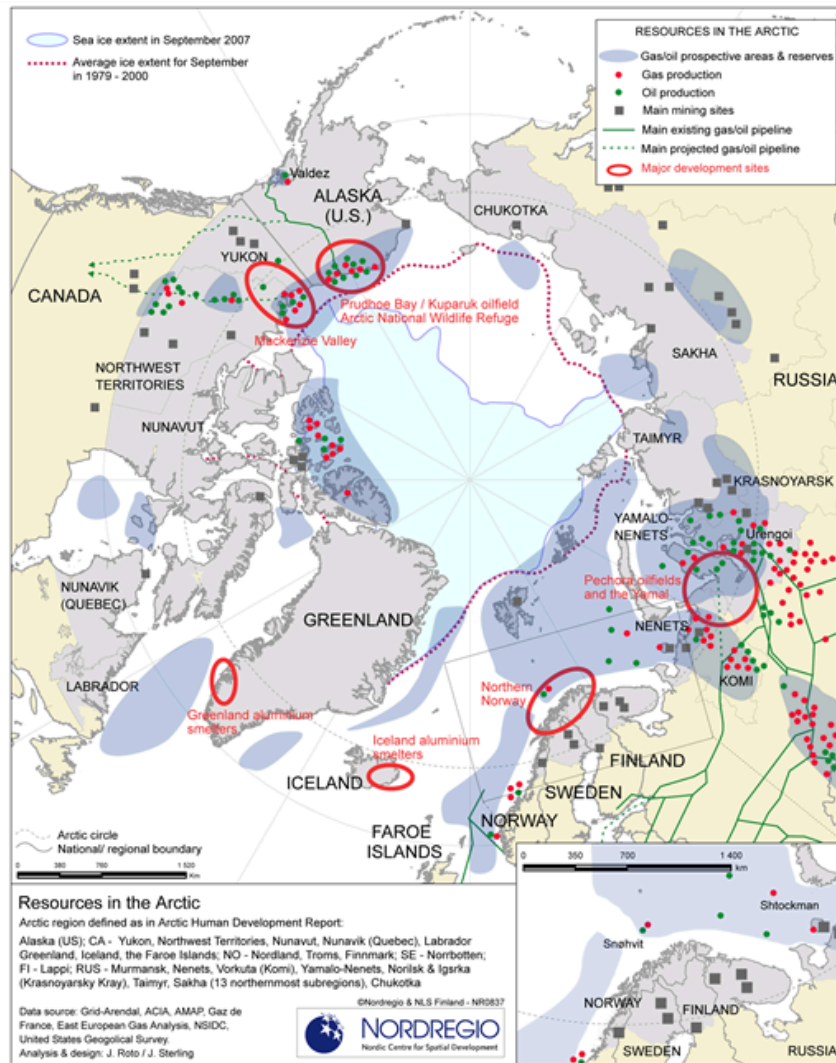 Sea ice extent in September 2007
Average ice extent for September
in 1979 - 2000
RESOURCES IN THE ARCTIC
Gas/oil prospective areas & reserves
Gas production
Oil production
Main mining sites
Main existing gas/oil pipeline
Main projected gas/oil pipeline
Major development sites
Valdez
ALASKA
(U.S.)
CHUKOTKA
YUKON
CANADA
Prudhoe Bay / Kuparuk oilfield
Arctic National Wildlife Refuge
Mackenzie Valley
NORTHWEST
TERRITORIES
SAKHA
RUSSIA
NUNAVUT
TAIMYR
KRASNOYARSK
YAMALO-
NENETS
Urengoi
NUNAVIK
(QUEBEC)
Pechora oilfields
and the Yamal
GREENLAND
NENETS
KOMI
LABRADOR
Northern
Norway
Greenland aluminium
smelters
Iceland aluminium
smelters
ICELAND
FINLAND
SWEDEN
NORWAY
FAROE
ISLANDS
Arctic circle
National/ regional boundary
0 380 760 1 520
Km
0 350 700 1 400
km
Shtockman
Snøhvit
NORWAY
FINLAND
SWEDEN
RUSSIA
Resources in the Arctic
Arctic region defined as in Arctic Human Development Report:
Alaska (US); CA - Yukon, Northwest Territories, Nunavut, Nunavik (Quebec), Labrador
Greenland, Iceland, the Faroe Islands; NO - Nordland, Troms, Finnmark; SE - Norrbotten;
FI - Lappi; RUS - Murmansk, Nenets, Vorkuta (Komi), Yamalo-Nenets, Norilsk & Igsrka
(Krasnoyarsky Kray), Taimyr, Sakha (13 northernmost subregions), Chukotka
©Nordregio & NLS Finland - NR0837
Data source: Grid-Arendal, ACIA, AMAP, Gaz de
France, East European Gas Analysis, NSIDC,
United States Geogolical Survey.
Analysis & design: J. Roto / J. Sterling
NORDREGIO
Nordic Centre for Spatial Development